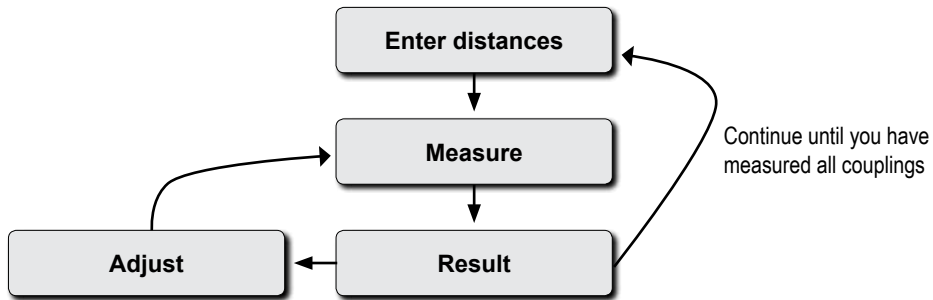 Enter distances
Measure
Continue until you have
measured all couplings
Adjust
Result